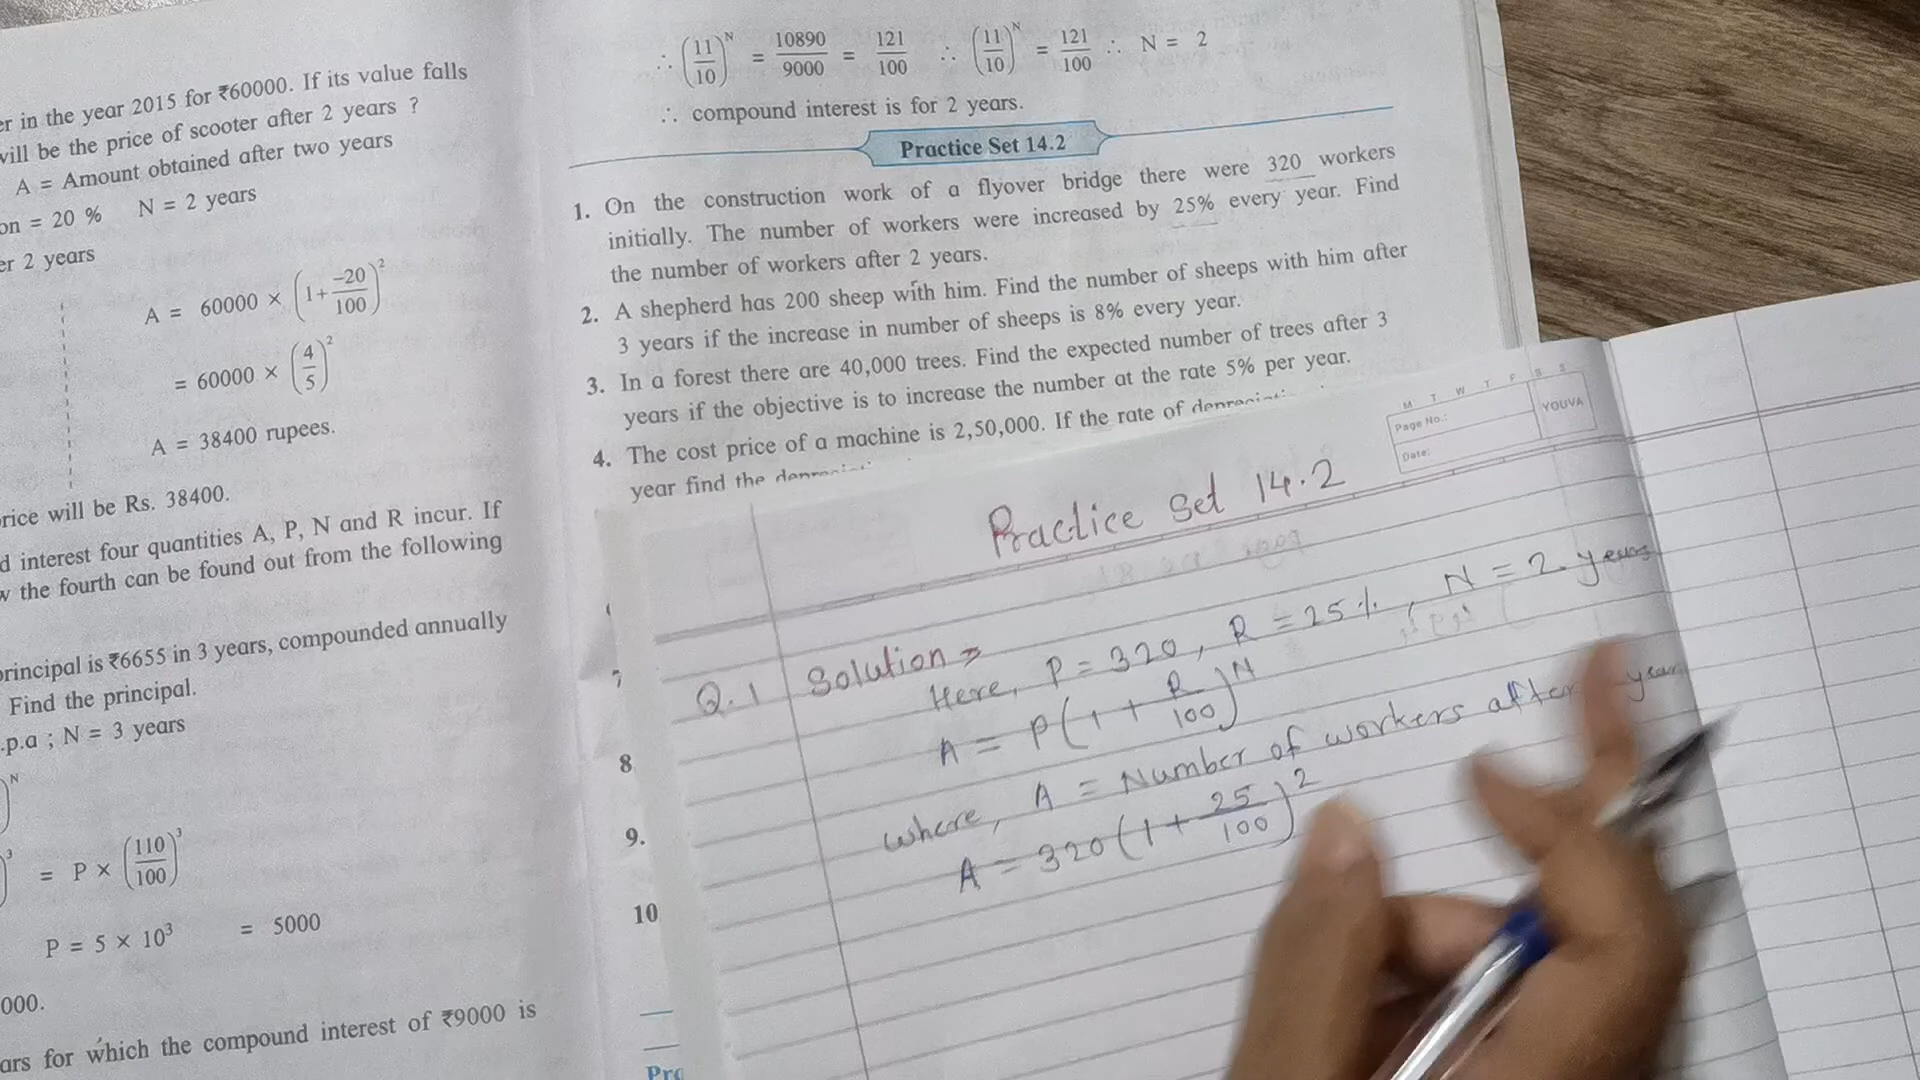 er in the year 2015 for ₹60000. If its value falls
will be the price of scooter after 2 years ?
A = Amount obtained after two years
on = 20 % N = 2 years
er 2 years
A = 60000 × (1+ -20/100)²
= 60000 × (4/5)²
A = 38400 rupees.
rice will be Rs. 38400.
d interest four quantities A, P, N and R incur. If
w the fourth can be found out from the following
principal is ₹6655 in 3 years, compounded annually
Find the principal.
.p.a ; N = 3 years
)ᴺ
)³ = P × (110/100)³
P = 5 × 10³ = 5000
000.
ars for which the compound interest of ₹9000 is
∴ (11/10)ᴺ = 10890/9000 = 121/100 ∴ (11/10)ᴺ = 121/100 ∴ N = 2
∴ compound interest is for 2 years.
Practice Set 14.2
1. On the construction work of a flyover bridge there were 320 workers
initially. The number of workers were increased by 25% every year. Find
the number of workers after 2 years.
2. A shepherd has 200 sheep with him. Find the number of sheeps with him after
3 years if the increase in number of sheeps is 8% every year.
3. In a forest there are 40,000 trees. Find the expected number of trees after 3
years if the objective is to increase the number at the rate 5% per year.
4. The cost price of a machine is 2,50,000. If the rate of
year find the
8
9.
10
M T W T F S S
Page No.:
Date:
YOUVA
Practice Set 14.2
Q.1 Solution ⇒
Here, P = 320, R = 25%, N = 2 years
A = P(1 + R/100)ᴺ
where, A = Number of workers after year
A = 320(1 + 25/100)²